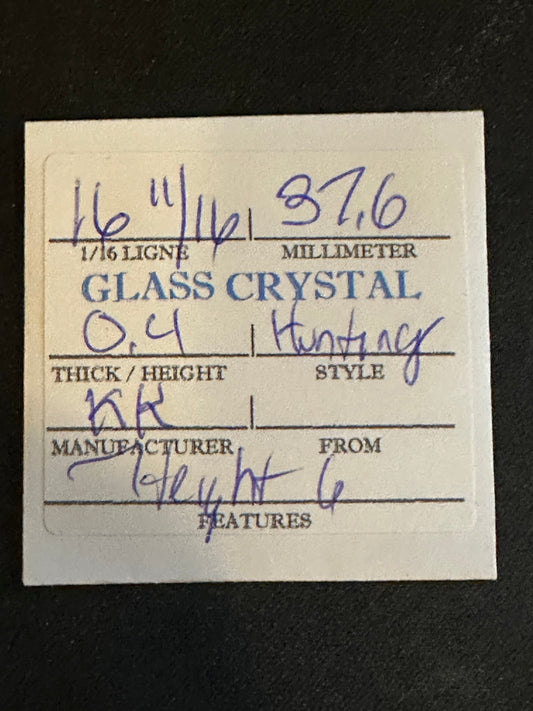 16 11/16 37.6
1/16 LIGNE MILLIMETER
GLASS CRYSTAL
0.4 Hunting
THICK / HEIGHT STYLE
KK
MANUFACTURER FROM
Height 6
FEATURES